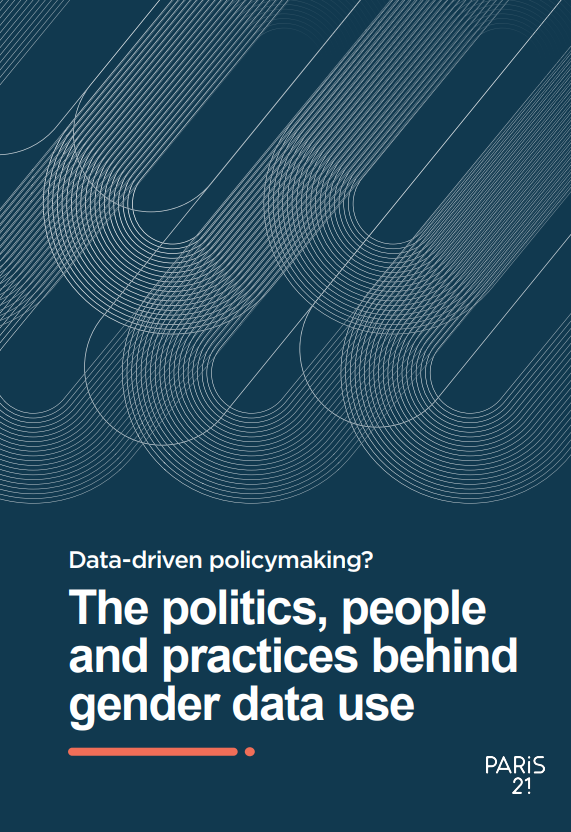 Data-driven policymaking?
The politics, people
and practices behind
gender data use
PARiS
21